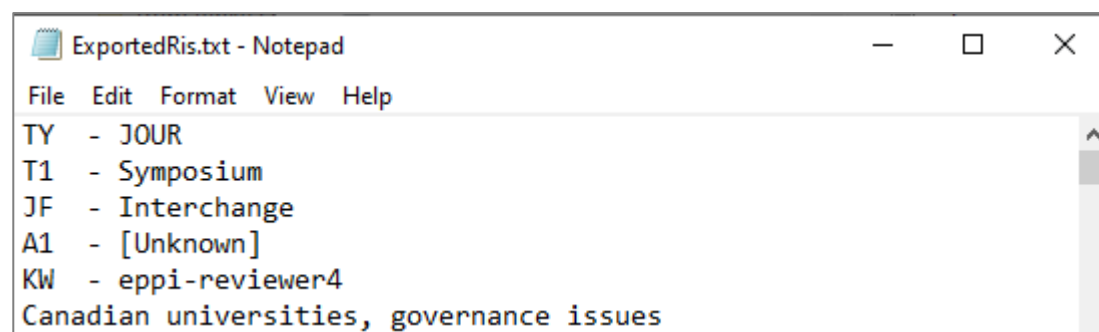 ExportedRis.txt - Notepad
File Edit Format View Help
TY  - JOUR
T1  - Symposium
JF  - Interchange
A1  - [Unknown]
KW  - eppi-reviewer4
Canadian universities, governance issues